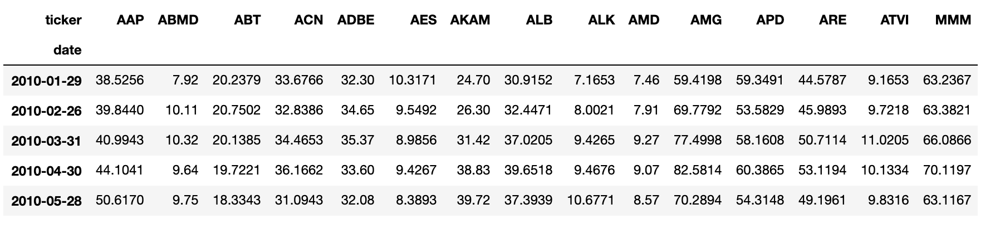 ticker AAP ABMD ABT ACN ADBE AES AKAM ALB ALK AMD AMG APD ARE ATVI MMM
date
2010-01-29 38.5256 7.92 20.2379 33.6766 32.30 10.3171 24.70 30.9152 7.1653 7.46 59.4198 59.3491 44.5787 9.1653 63.2367
2010-02-26 39.8440 10.11 20.7502 32.8386 34.65 9.5492 26.30 32.4471 8.0021 7.91 69.7792 53.5829 45.9893 9.7218 63.3821
2010-03-31 40.9943 10.32 20.1385 34.4653 35.37 8.9856 31.42 37.0205 9.4265 9.27 77.4998 58.1608 50.7114 11.0205 66.0866
2010-04-30 44.1041 9.64 19.7221 36.1662 33.60 9.4267 38.83 39.6518 9.4676 9.07 82.5814 60.3865 53.1194 10.1334 70.1197
2010-05-28 50.6170 9.75 18.3343 31.0943 32.08 8.3893 39.72 37.3939 10.6771 8.57 70.2894 54.3148 49.1961 9.8316 63.1167